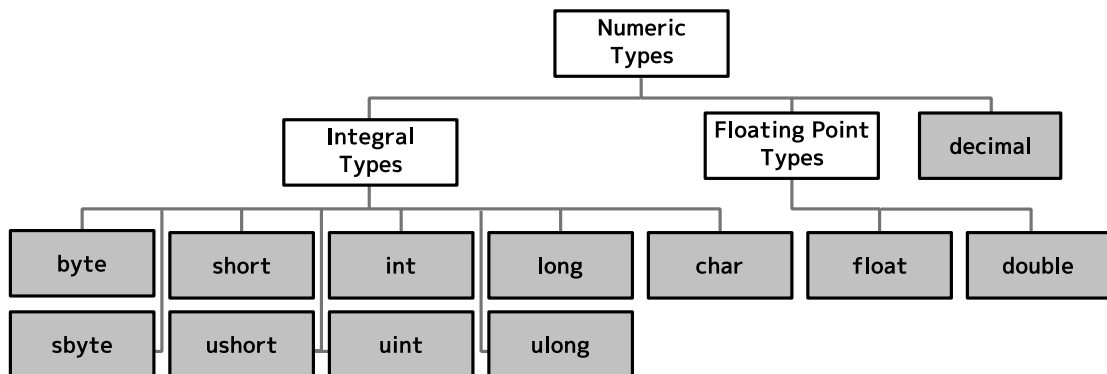 Numeric
Types
Integral
Types
Floating Point
Types
decimal
byte
short
int
long
char
float
double
sbyte
ushort
uint
ulong